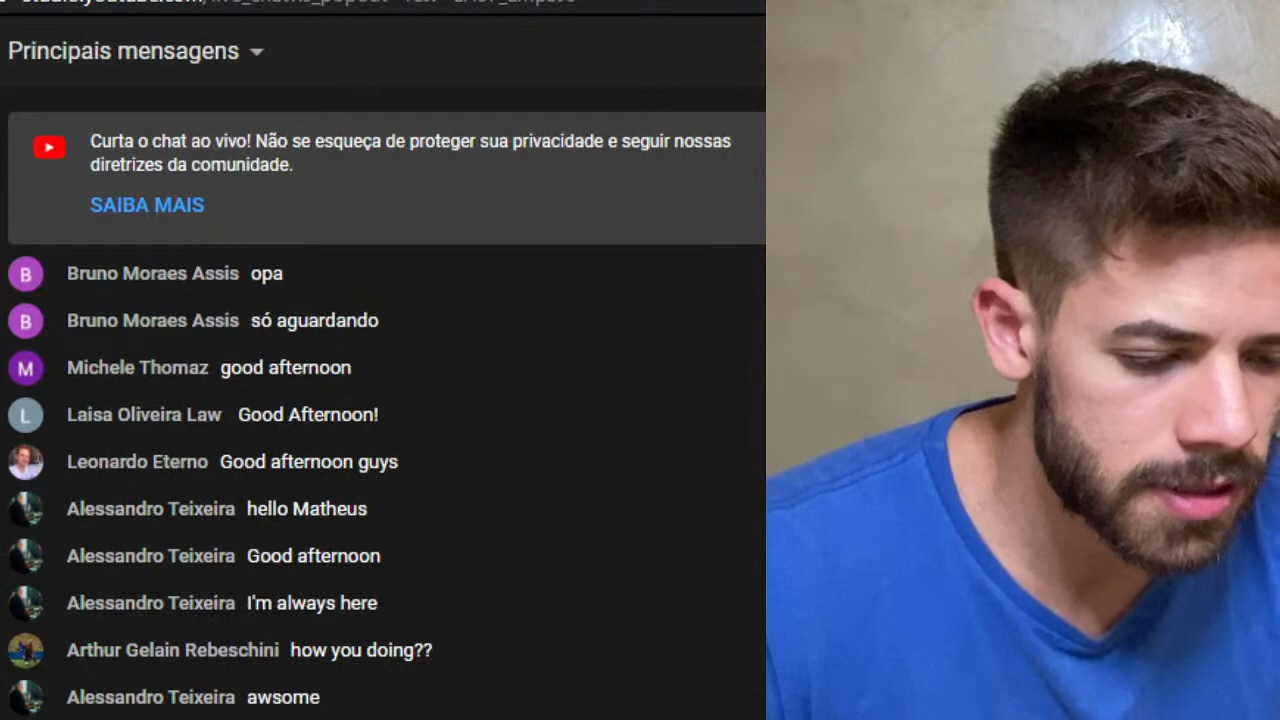 Principais mensagens
Curta o chat ao vivo! Não se esqueça de proteger sua privacidade e seguir nossas
diretrizes da comunidade.
SAIBA MAIS
B Bruno Moraes Assis opa
B Bruno Moraes Assis só aguardando
M Michele Thomaz good afternoon
L Laisa Oliveira Law Good Afternoon!
Leonardo Eterno Good afternoon guys
Alessandro Teixeira hello Matheus
Alessandro Teixeira Good afternoon
Alessandro Teixeira I'm always here
Arthur Gelain Rebeschini how you doing??
Alessandro Teixeira awsome